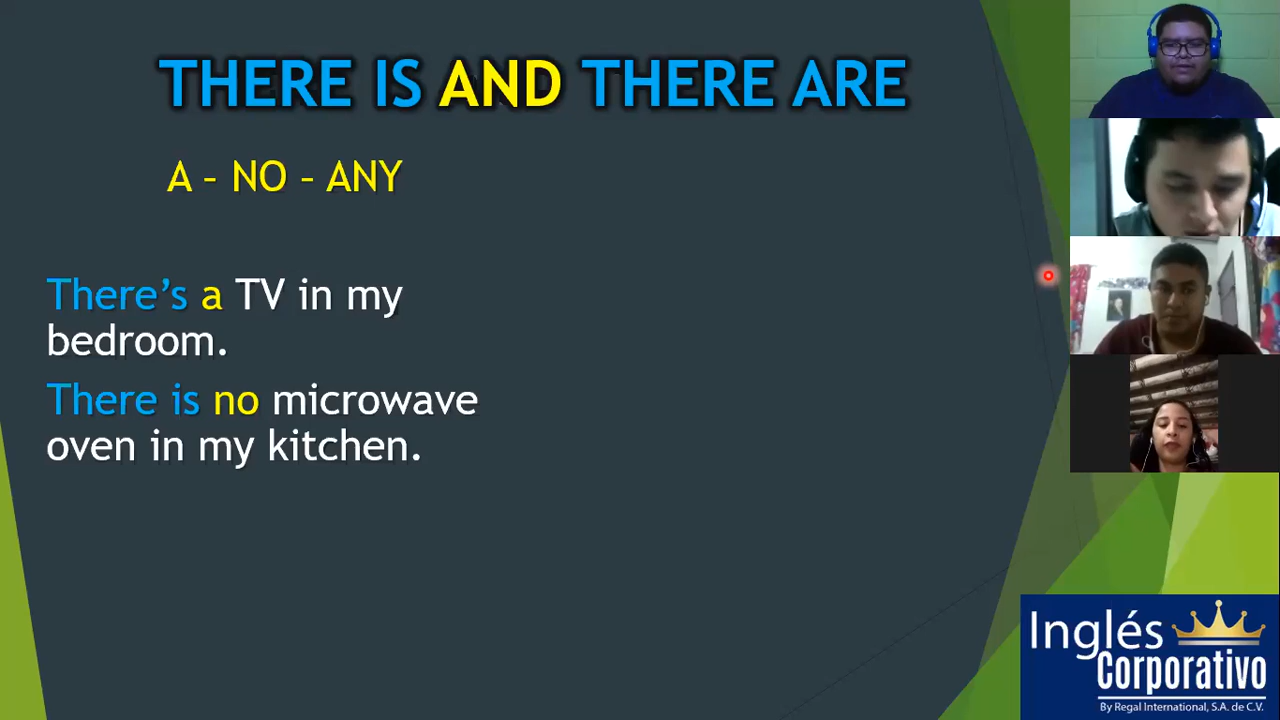 THERE IS AND THERE ARE
A – NO – ANY
There’s a TV in my
bedroom.
There is no microwave
oven in my kitchen.
Inglés
Corporativo
By Regal International, S.A. de C.V.